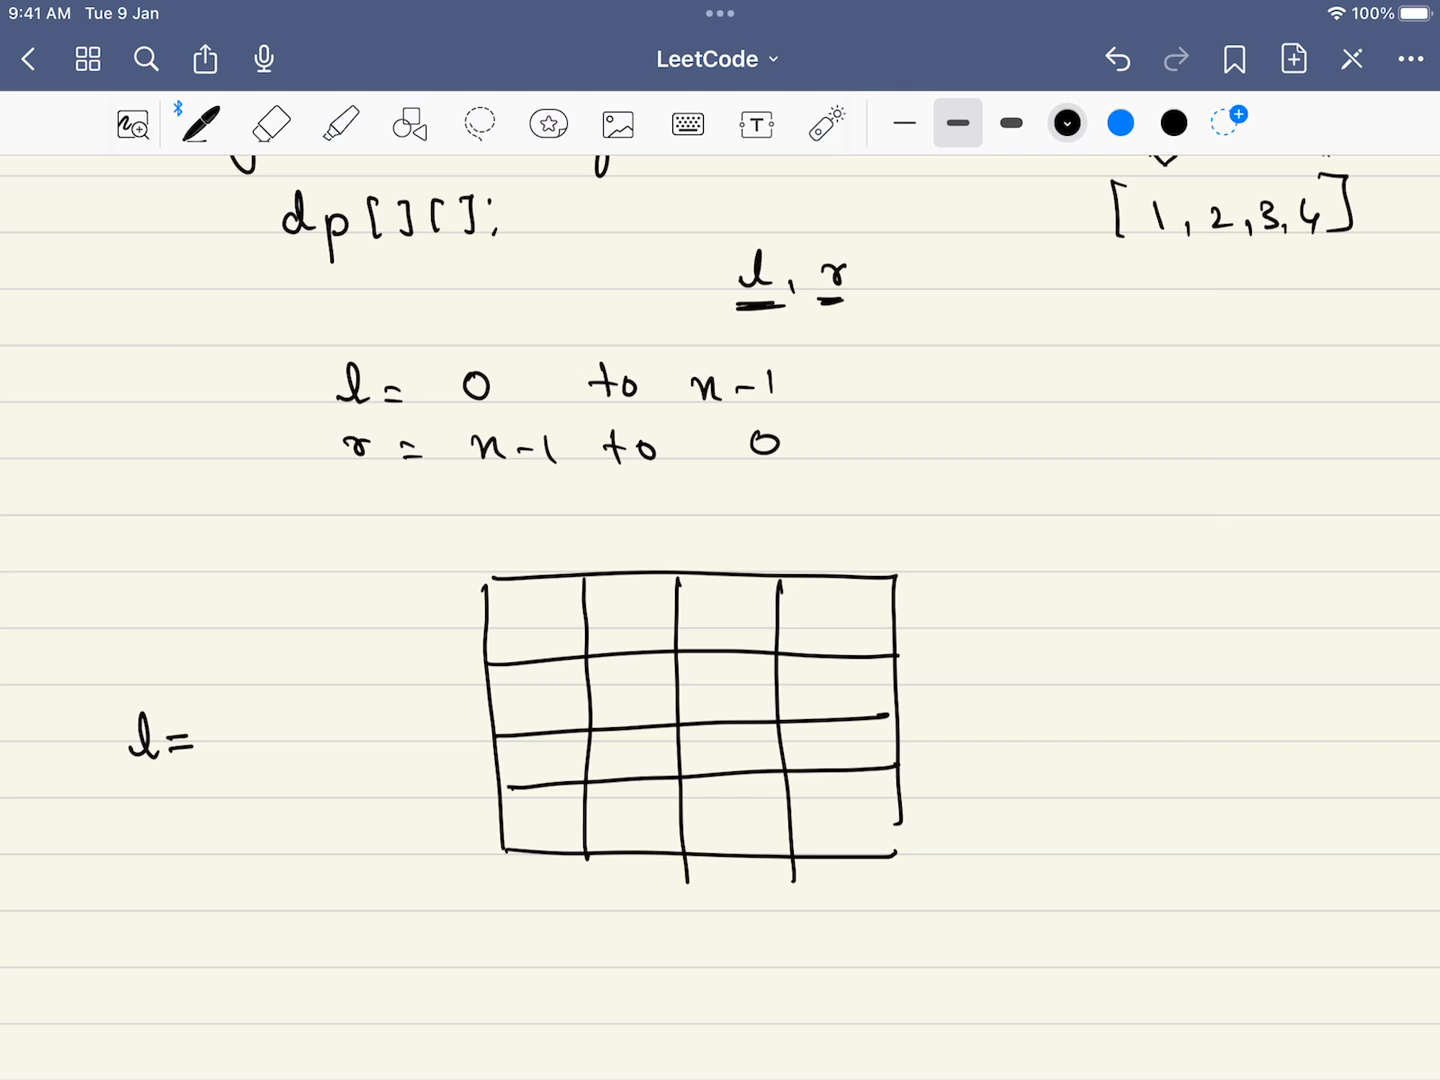 9:41 AM Tue 9 Jan
100%
LeetCode
T
dp[][];
[1, 2, 3, 4]
l, r
l = 0 to n-1
r = n-1 to 0
l =